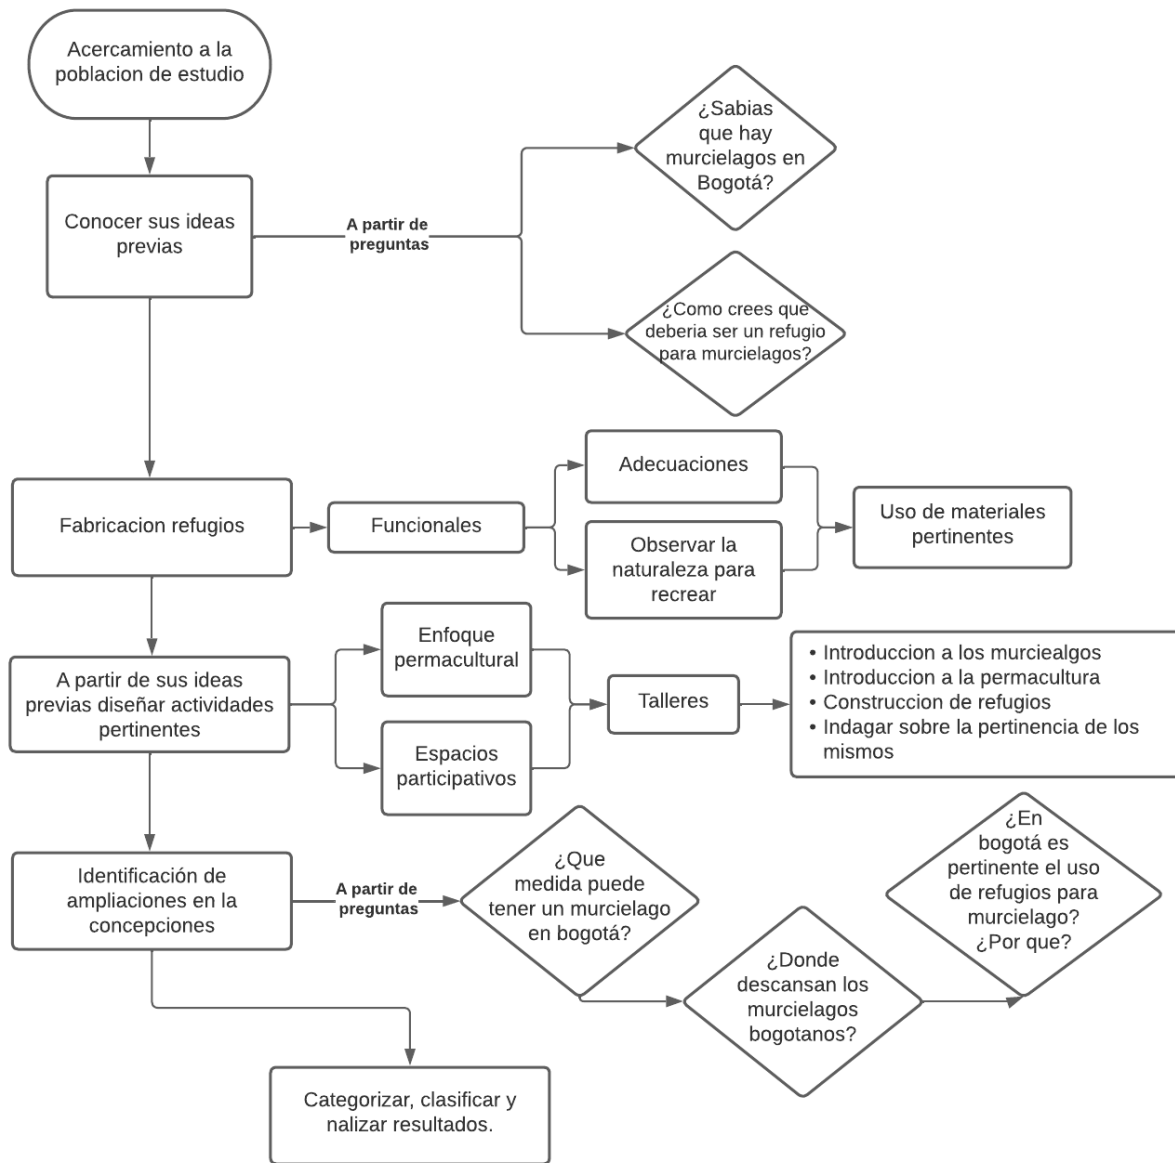 Acercamiento a la
poblacion de estudio
Conocer sus ideas
previas
A partir de
preguntas
¿Sabias
que hay
murcielagos en
Bogotá?
¿Como crees que
deberia ser un refugio
para murcielagos?
Fabricacion refugios
Funcionales
Adecuaciones
Observar la
naturaleza para
recrear
Uso de materiales
pertinentes
A partir de sus ideas
previas diseñar actividades
pertinentes
Enfoque
permacultural
Espacios
participativos
Talleres
• Introduccion a los murciealgos
• Introduccion a la permacultura
• Construccion de refugios
• Indagar sobre la pertinencia de los
mismos
Identificación de
ampliaciones en la
concepciones
A partir de
preguntas
¿Que
medida puede
tener un murcielago
en bogotá?
¿Donde
descansan los
murcielagos
bogotanos?
¿En
bogotá es
pertinente el uso
de refugios para
murcielago?
¿Por que?
Categorizar, clasificar y
nalizar resultados.